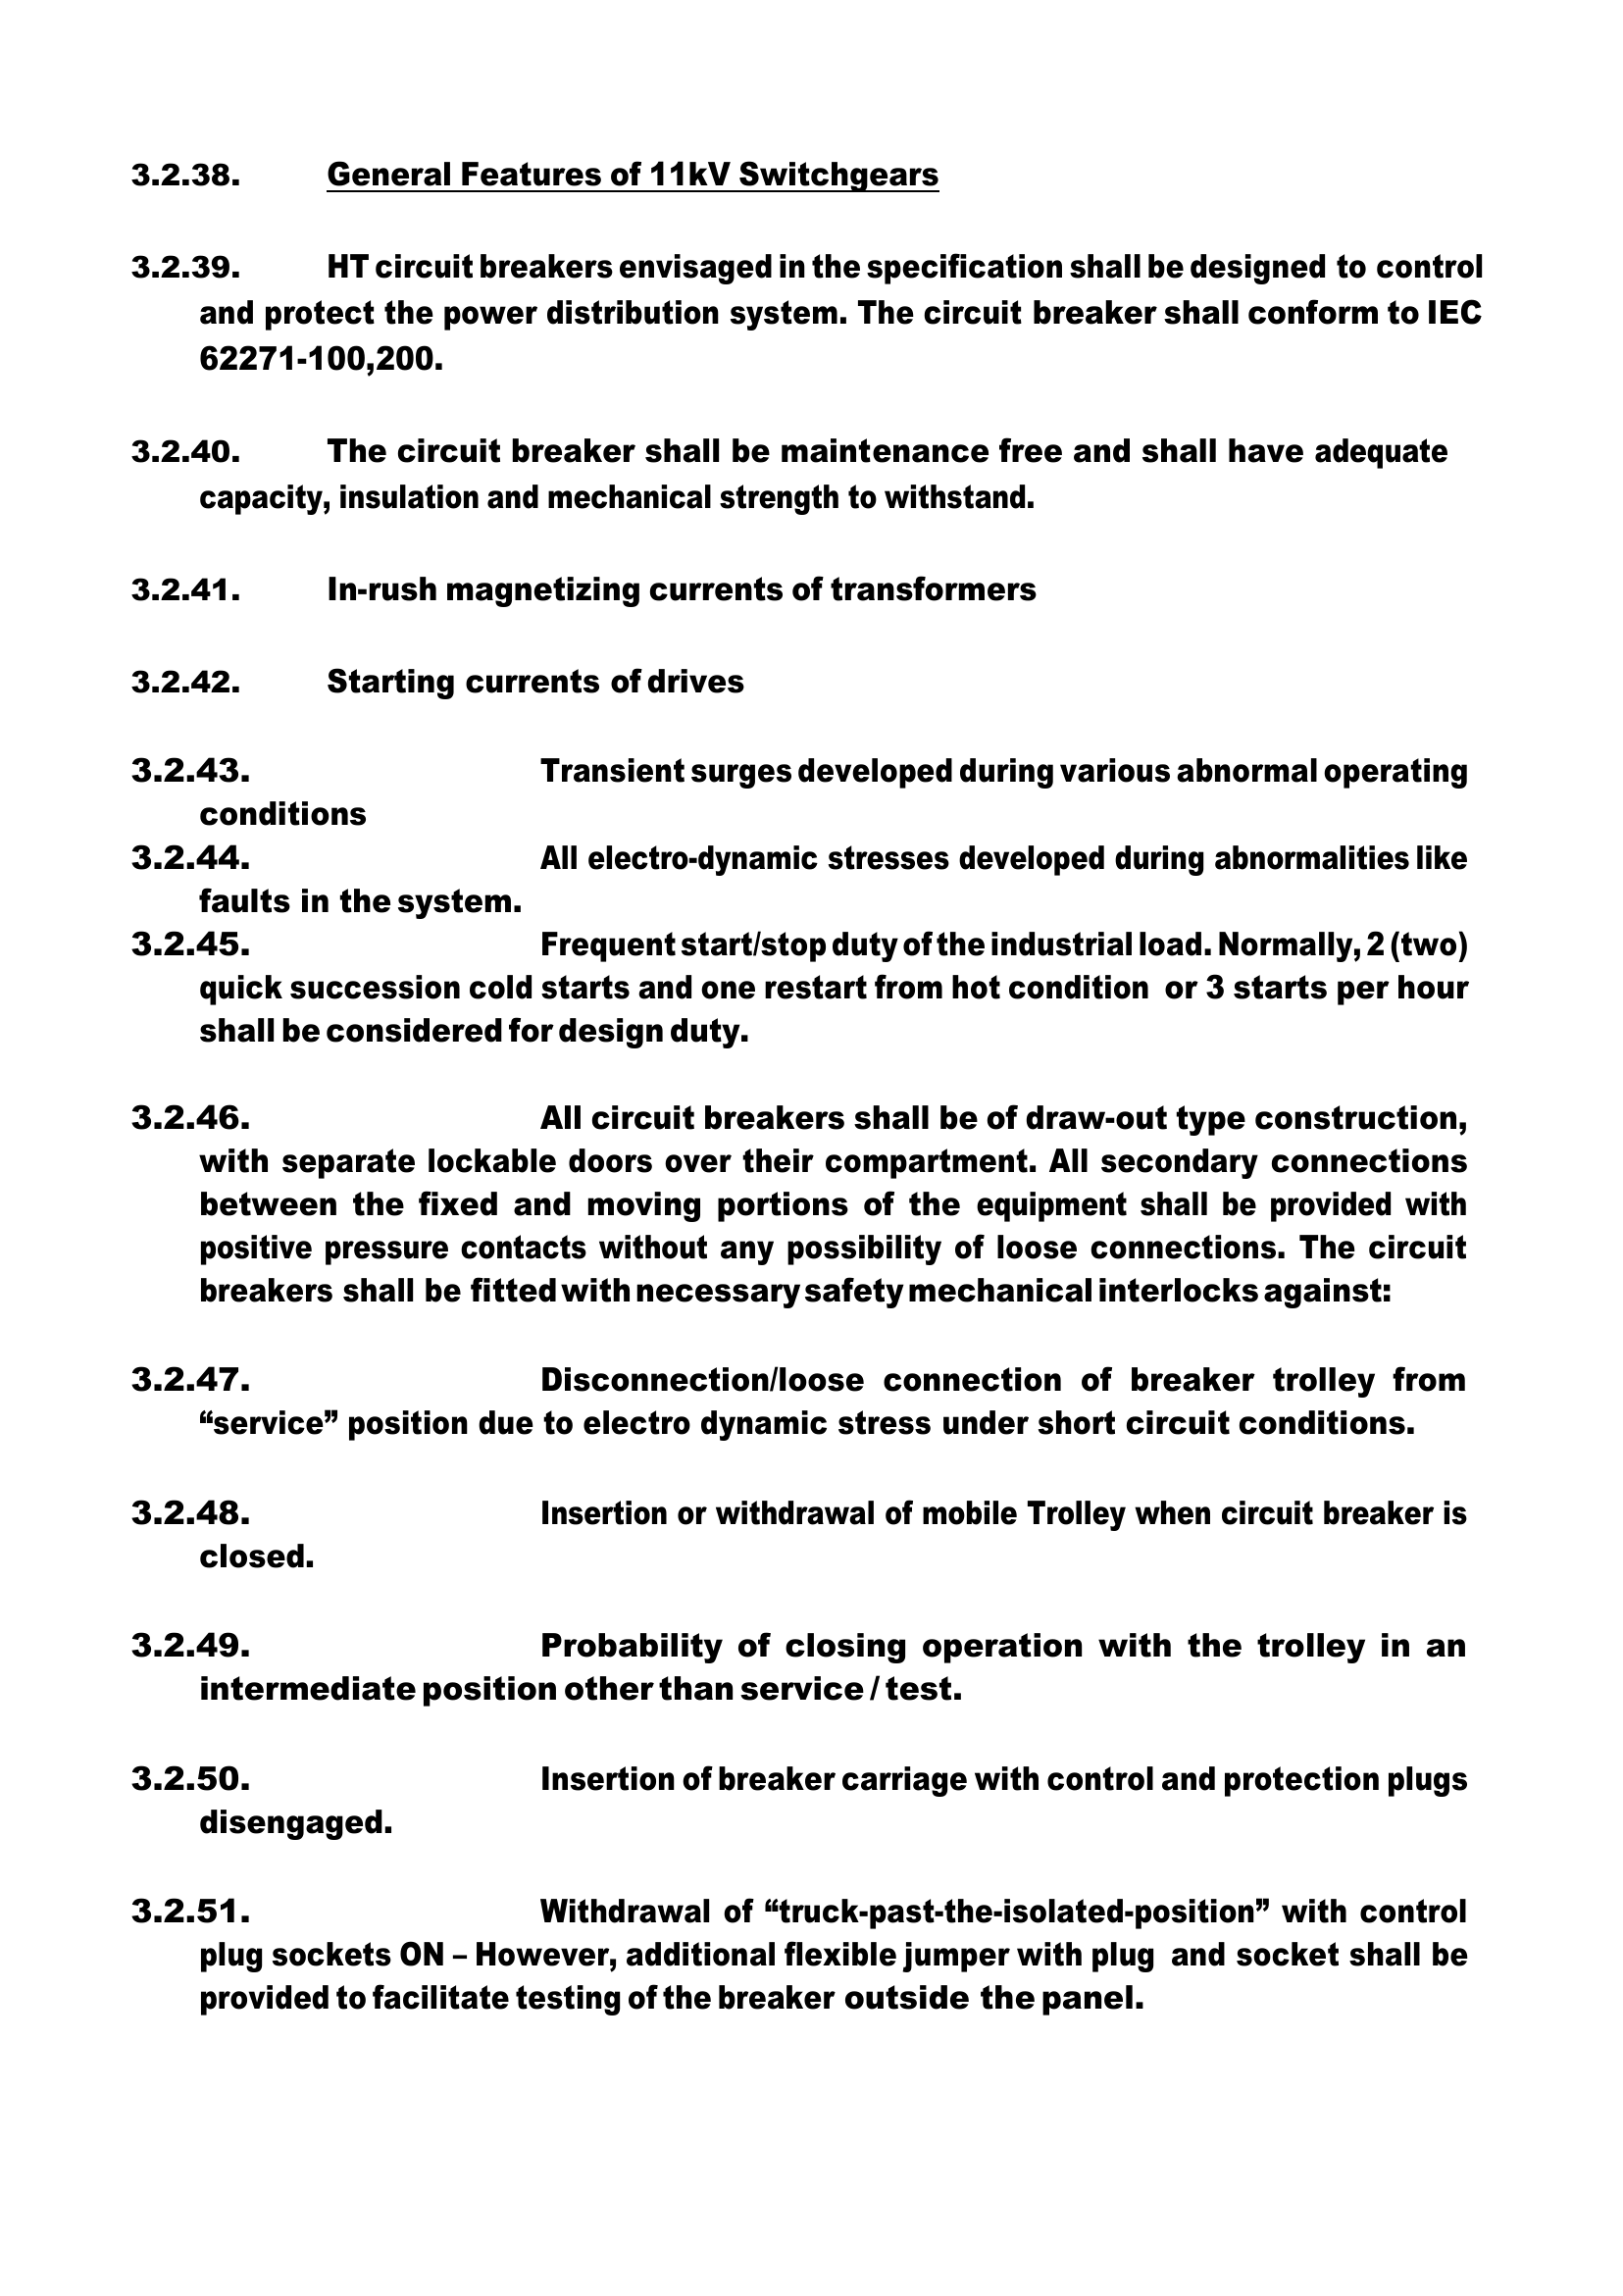 3.2.38. General Features of 11kV Switchgears
3.2.39. HT circuit breakers envisaged in the specification shall be designed to control
and protect the power distribution system. The circuit breaker shall conform to IEC
62271-100,200.
3.2.40. The circuit breaker shall be maintenance free and shall have adequate
capacity, insulation and mechanical strength to withstand.
3.2.41. In-rush magnetizing currents of transformers
3.2.42. Starting currents of drives
3.2.43. Transient surges developed during various abnormal operating
conditions
3.2.44. All electro-dynamic stresses developed during abnormalities like
faults in the system.
3.2.45. Frequent start/stop duty of the industrial load. Normally, 2 (two)
quick succession cold starts and one restart from hot condition or 3 starts per hour
shall be considered for design duty.
3.2.46. All circuit breakers shall be of draw-out type construction,
with separate lockable doors over their compartment. All secondary connections
between the fixed and moving portions of the equipment shall be provided with
positive pressure contacts without any possibility of loose connections. The circuit
breakers shall be fitted with necessary safety mechanical interlocks against:
3.2.47. Disconnection/loose connection of breaker trolley from
“service” position due to electro dynamic stress under short circuit conditions.
3.2.48. Insertion or withdrawal of mobile Trolley when circuit breaker is
closed.
3.2.49. Probability of closing operation with the trolley in an
intermediate position other than service / test.
3.2.50. Insertion of breaker carriage with control and protection plugs
disengaged.
3.2.51. Withdrawal of “truck-past-the-isolated-position” with control
plug sockets ON – However, additional flexible jumper with plug and socket shall be
provided to facilitate testing of the breaker outside the panel.